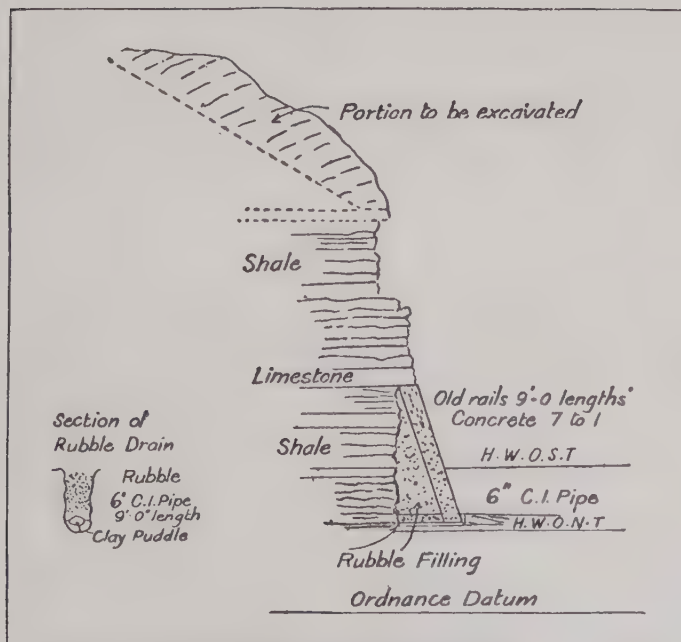 Portion to be excavated
Shale
Limestone
Old rails 9'-0 lengths"
Concrete 7 to 1
Shale
H.W.O.S.T
6" C.I. Pipe
H.W.O.N.T
Rubble Filling
Ordnance Datum
Section of
Rubble Drain
Rubble
6" C.I. Pipe
9'-0" length
Clay Puddle